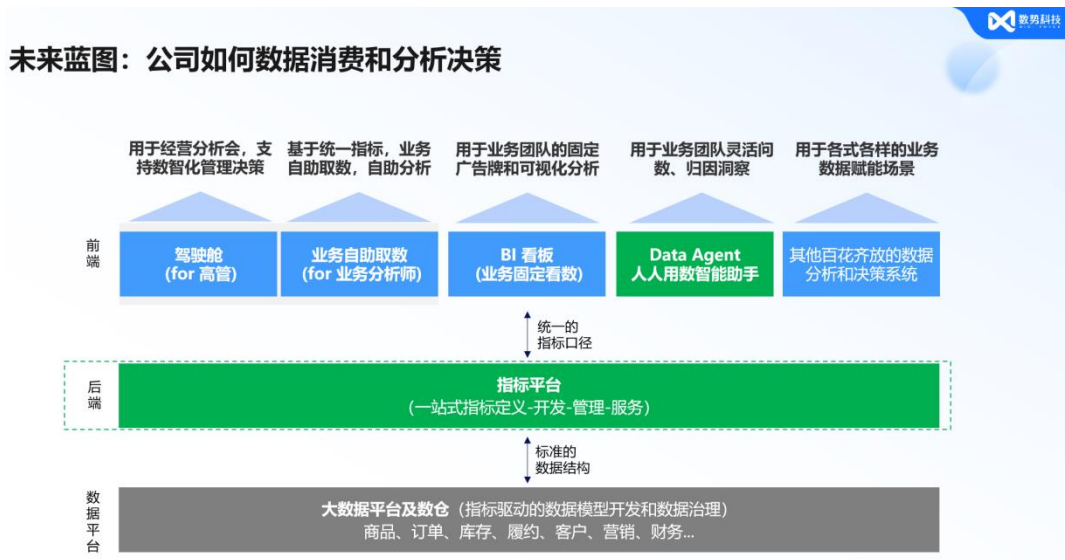 数势科技
未来蓝图：公司如何数据消费和分析决策
用于经营分析会，支
持数智化管理决策
基于统一指标，业务
自助取数，自助分析
用于业务团队的固定
广告牌和可视化分析
用于业务团队灵活问
数、归因洞察
用于各式各样的业务
数据赋能场景
前端
驾驶舱
(for 高管)
业务自助取数
(for 业务分析师)
BI 看板
(业务固定看数)
Data Agent
人人用数智能助手
其他百花齐放的数据
分析和决策系统
统一的
指标口径
后端
指标平台
(一站式指标定义-开发-管理-服务)
标准的
数据结构
数据平台
大数据平台及数仓（指标驱动的数据模型开发和数据治理）
商品、订单、库存、履约、客户、营销、财务...